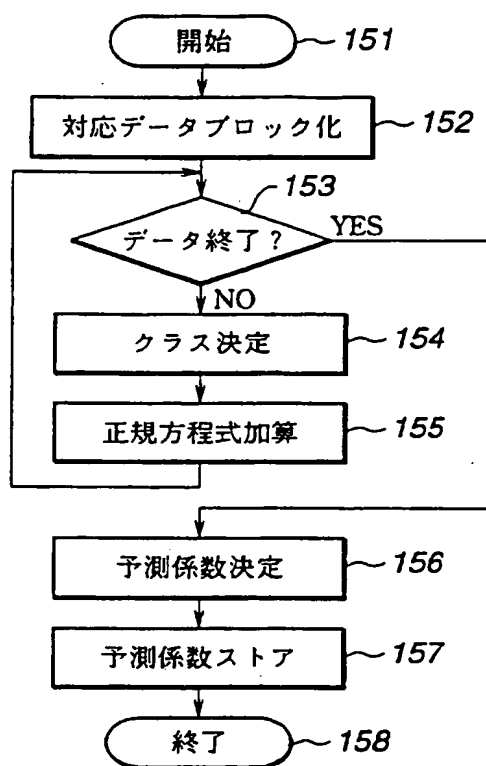 開始 151
対応データブロック化 152
153
データ終了? YES
NO
クラス決定 154
正規方程式加算 155
予測係数決定 156
予測係数ストア 157
終了 158